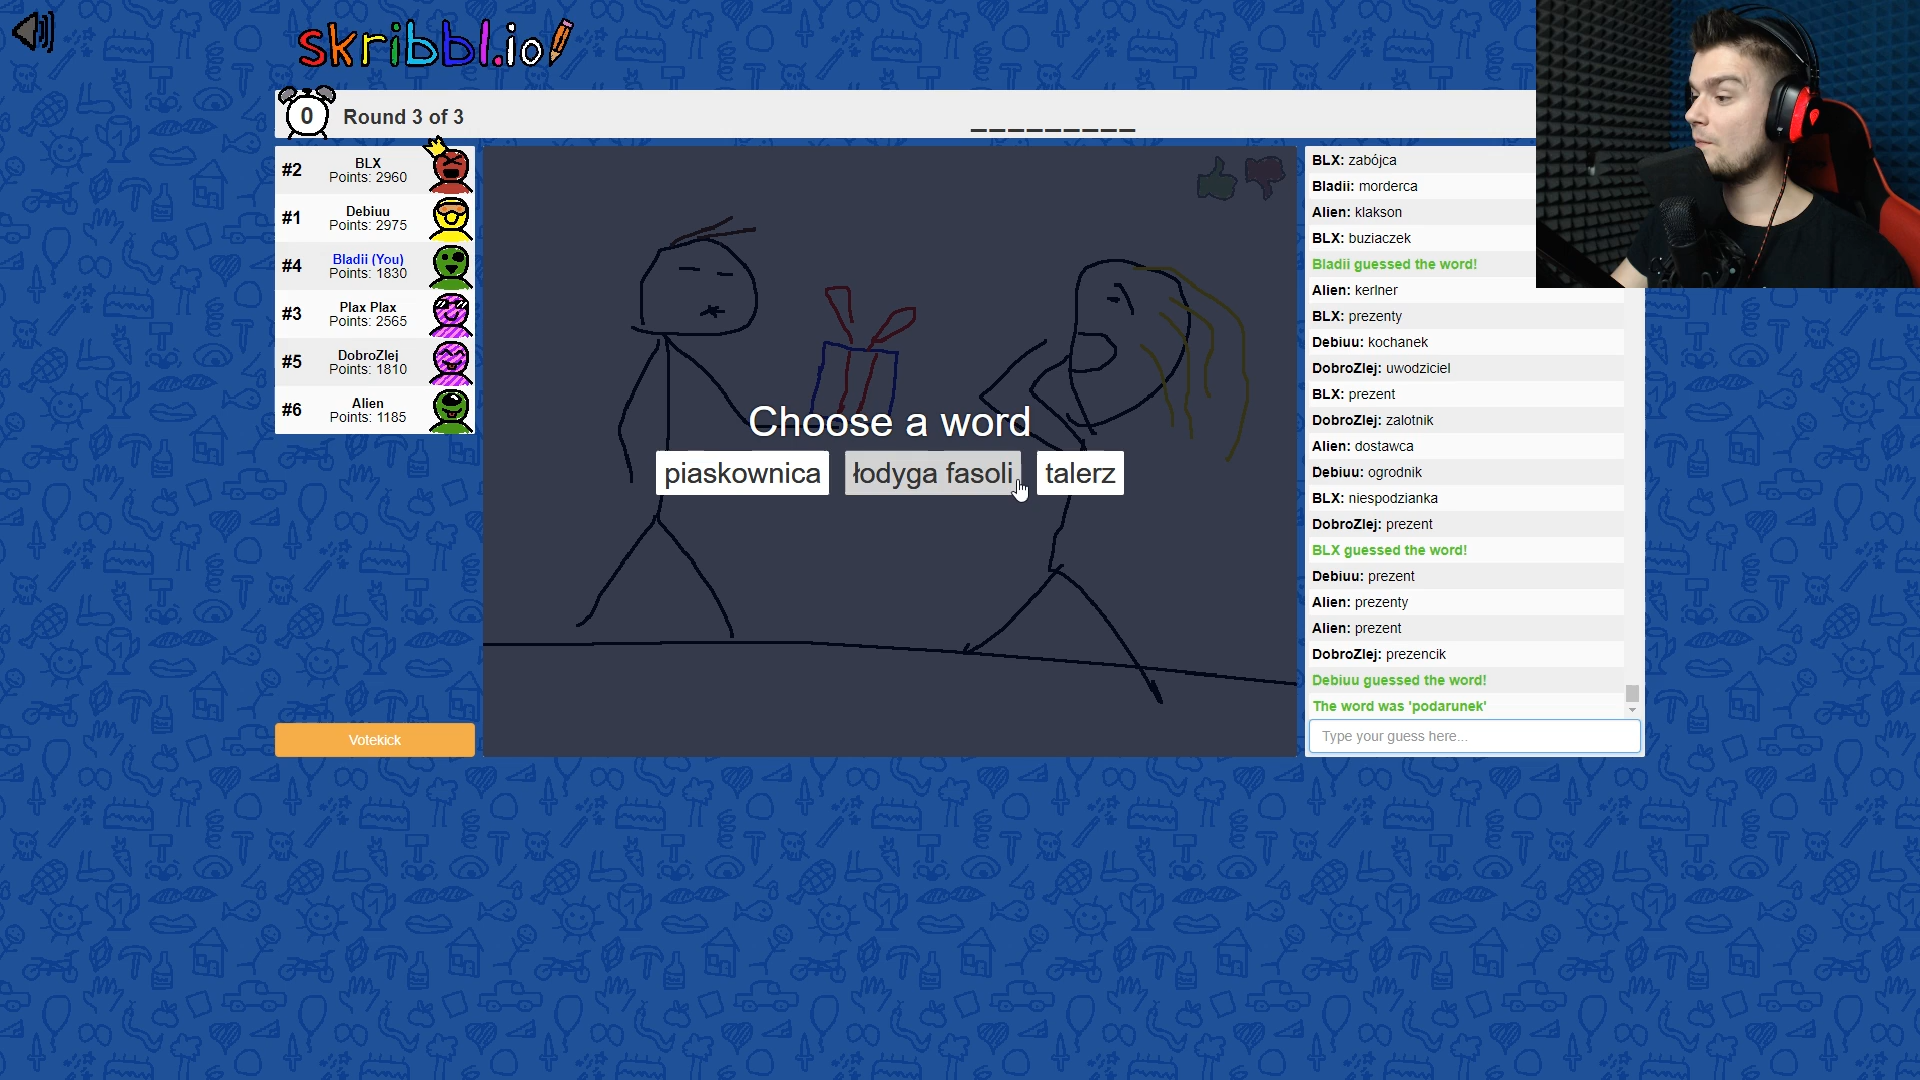 skribbl.io
0
Round 3 of 3
_________
#2
BLX
Points: 2960
#1
Debiuu
Points: 2975
#4
Bladii (You)
Points: 1830
#3
Plax Plax
Points: 2565
#5
DobroZlej
Points: 1810
#6
Alien
Points: 1185
Votekick
Choose a word
piaskownica
łodyga fasoli
talerz
BLX: zabójca
Bladii: morderca
Alien: klakson
BLX: buziaczek
Bladii guessed the word!
Alien: kerlner
BLX: prezenty
Debiuu: kochanek
DobroZlej: uwodziciel
BLX: prezent
DobroZlej: zalotnik
Alien: dostawca
Debiuu: ogrodnik
BLX: niespodzianka
DobroZlej: prezent
BLX guessed the word!
Debiuu: prezent
Alien: prezenty
Alien: prezent
DobroZlej: prezencik
Debiuu guessed the word!
The word was 'podarunek'
Type your guess here...